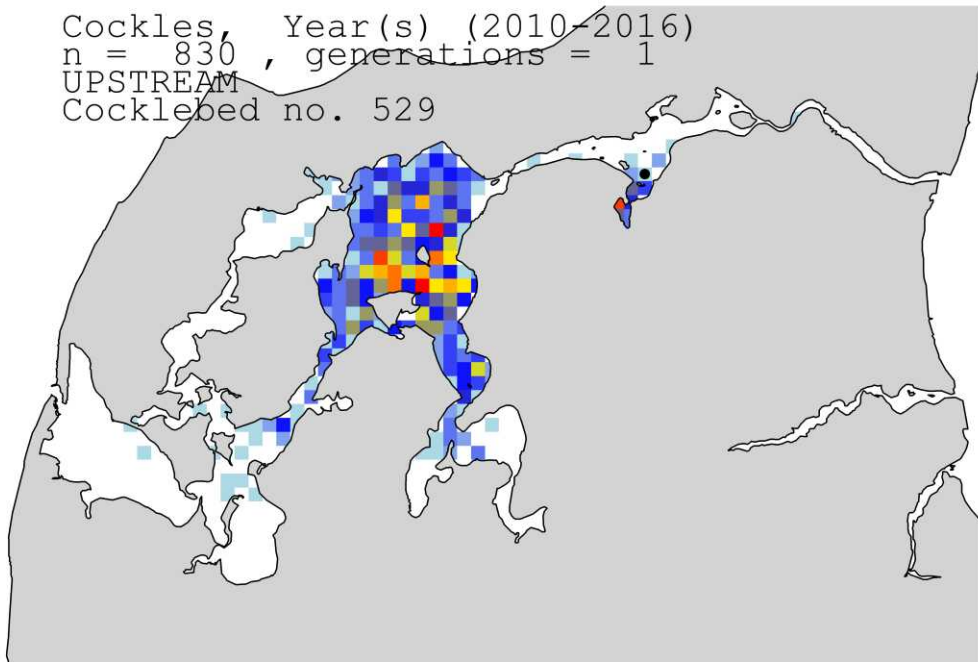 Cockles,  Year(s) (2010-2016)
n =  830 , generations =  1
UPSTREAM
Cocklebed no. 529